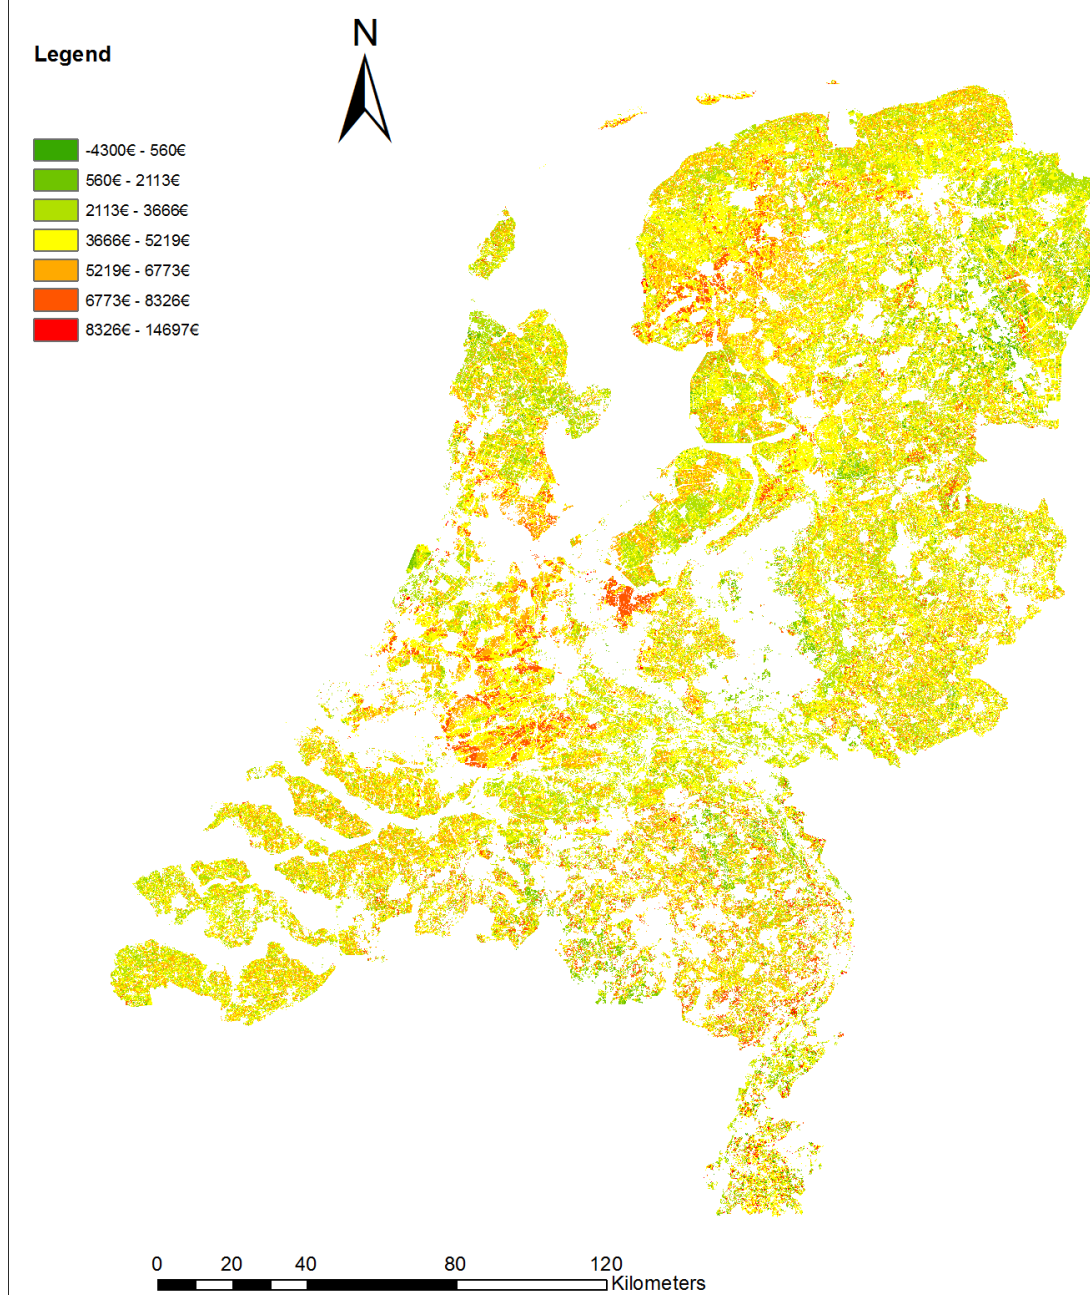 N
Legend
-4300€ - 560€
560€ - 2113€
2113€ - 3666€
3666€ - 5219€
5219€ - 6773€
6773€ - 8326€
8326€ - 14697€
0 20 40 80 120
Kilometers